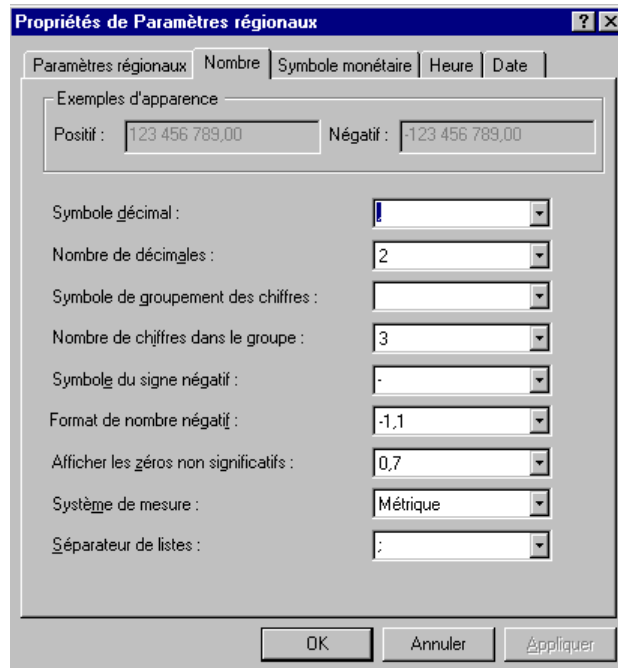 Propriétés de Paramètres régionaux
Paramètres régionaux Nombre Symbole monétaire Heure Date
Exemples d'apparence
Positif : 123 456 789,00 Négatif : -123 456 789,00
Symbole décimal : ,
Nombre de décimales : 2
Symbole de groupement des chiffres :
Nombre de chiffres dans le groupe : 3
Symbole du signe négatif : -
Format de nombre négatif : -1,1
Afficher les zéros non significatifs : 0,7
Système de mesure : Métrique
Séparateur de listes : ;
OK Annuler Appliquer